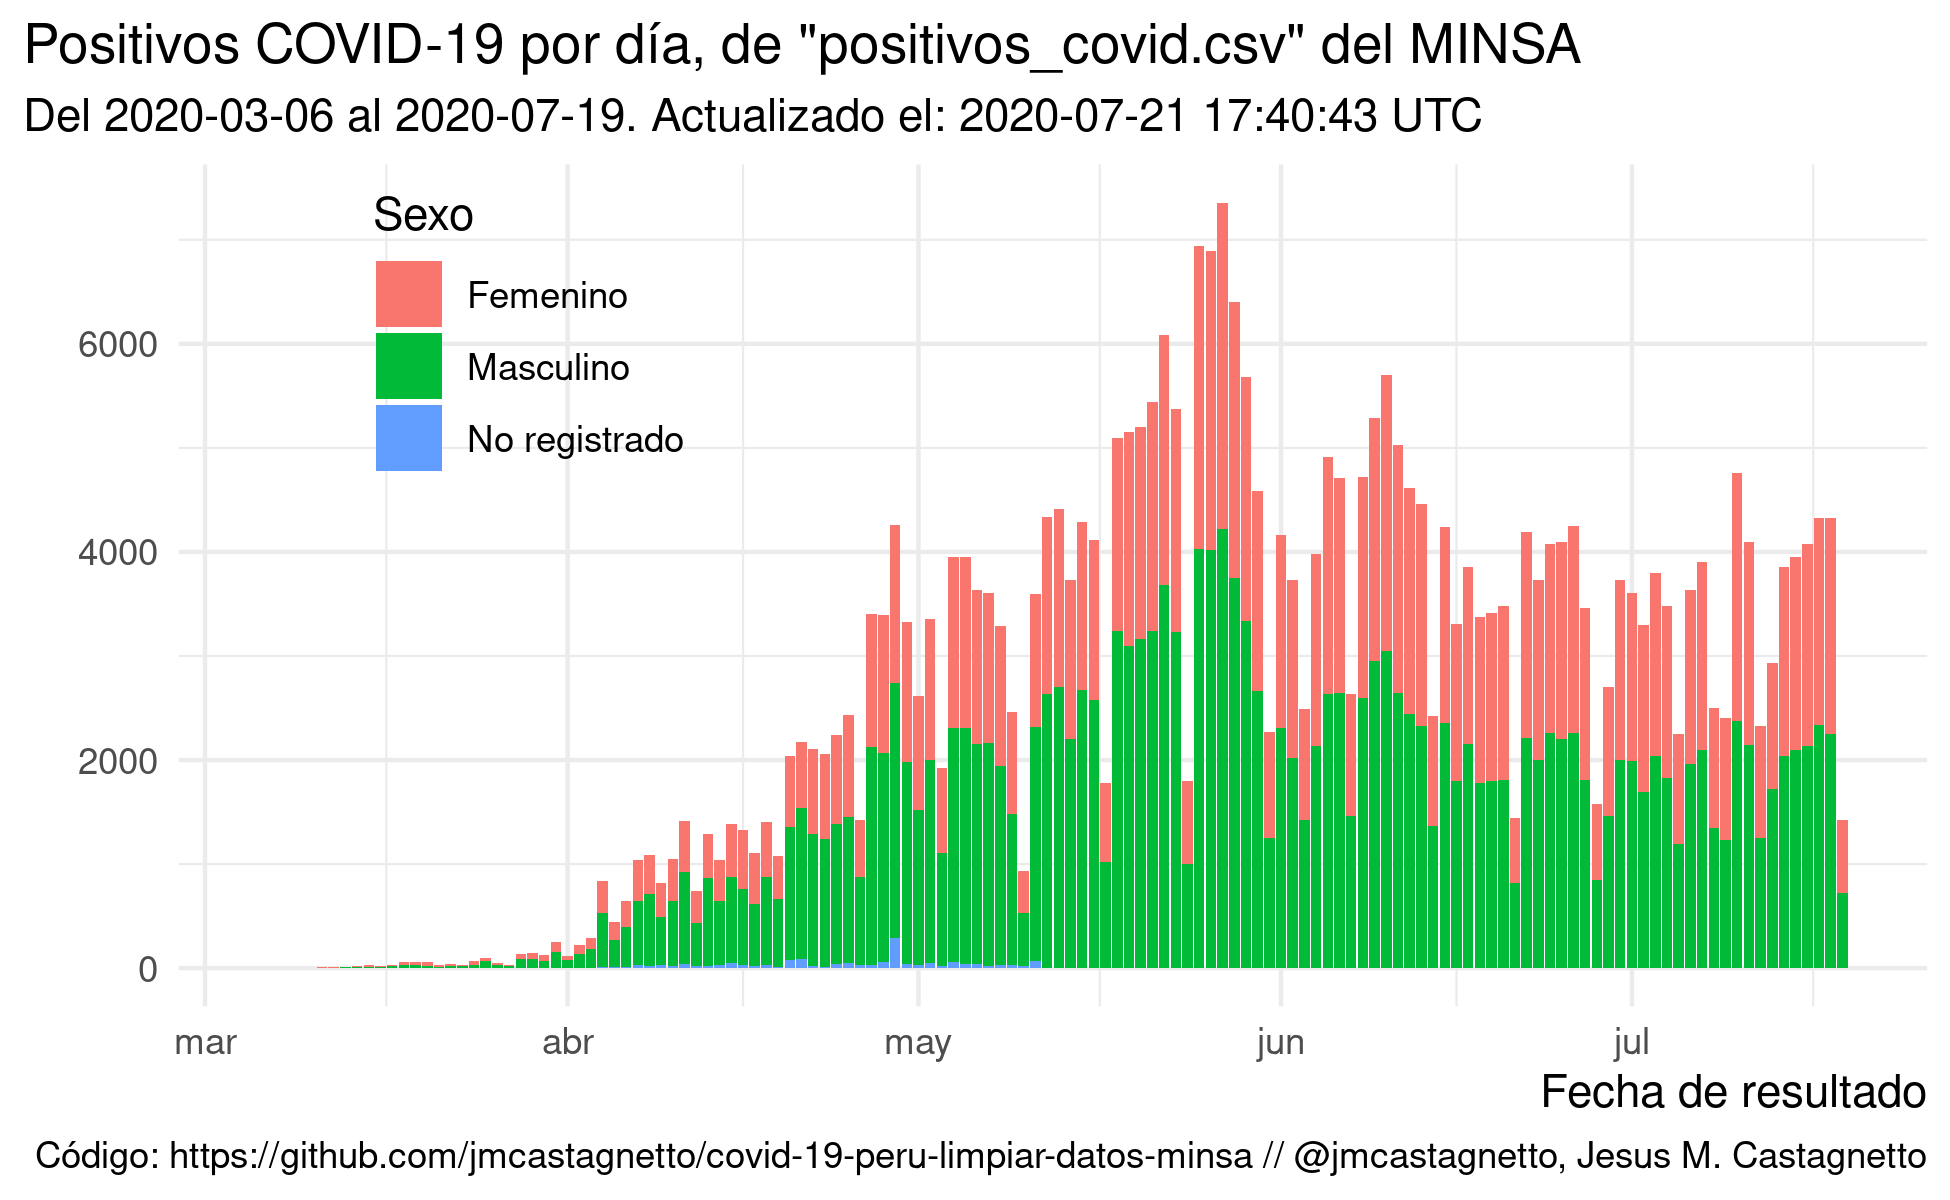 Positivos COVID-19 por día, de "positivos_covid.csv" del MINSA
Del 2020-03-06 al 2020-07-19. Actualizado el: 2020-07-21 17:40:43 UTC
Sexo
Femenino
Masculino
No registrado
6000
4000
2000
0
mar abr may jun jul
Fecha de resultado
Código: https://github.com/jmcastagnetto/covid-19-peru-limpiar-datos-minsa // @jmcastagnetto, Jesus M. Castagnetto